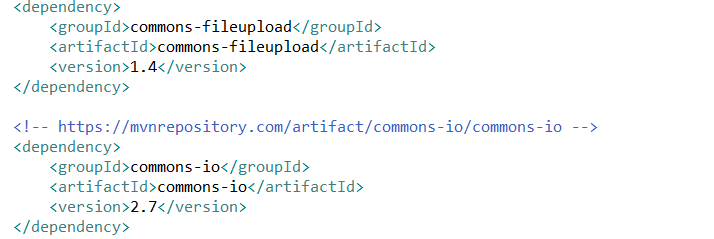 <dependency>
<groupId>commons-fileupload</groupId>
<artifactId>commons-fileupload</artifactId>
<version>1.4</version>
</dependency>
<!-- https://mvnrepository.com/artifact/commons-io/commons-io -->
<dependency>
<groupId>commons-io</groupId>
<artifactId>commons-io</artifactId>
<version>2.7</version>
</dependency>